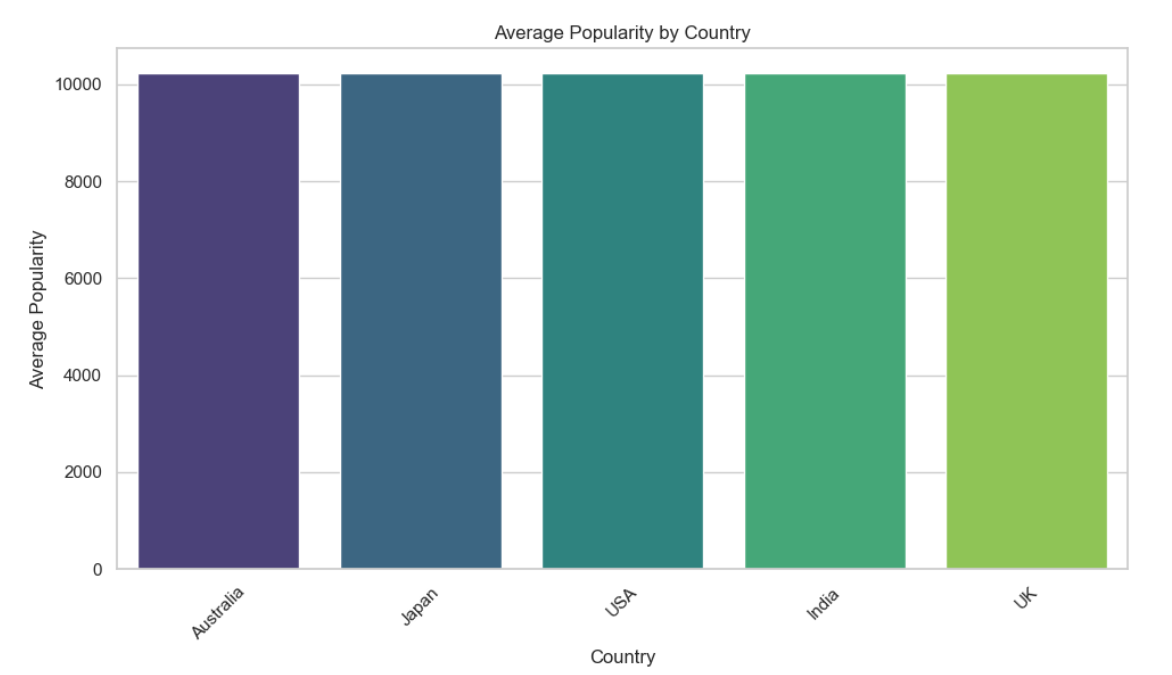 Average Popularity by Country
Average Popularity
10000
8000
6000
4000
2000
0
Australia
Japan
USA
India
UK
Country